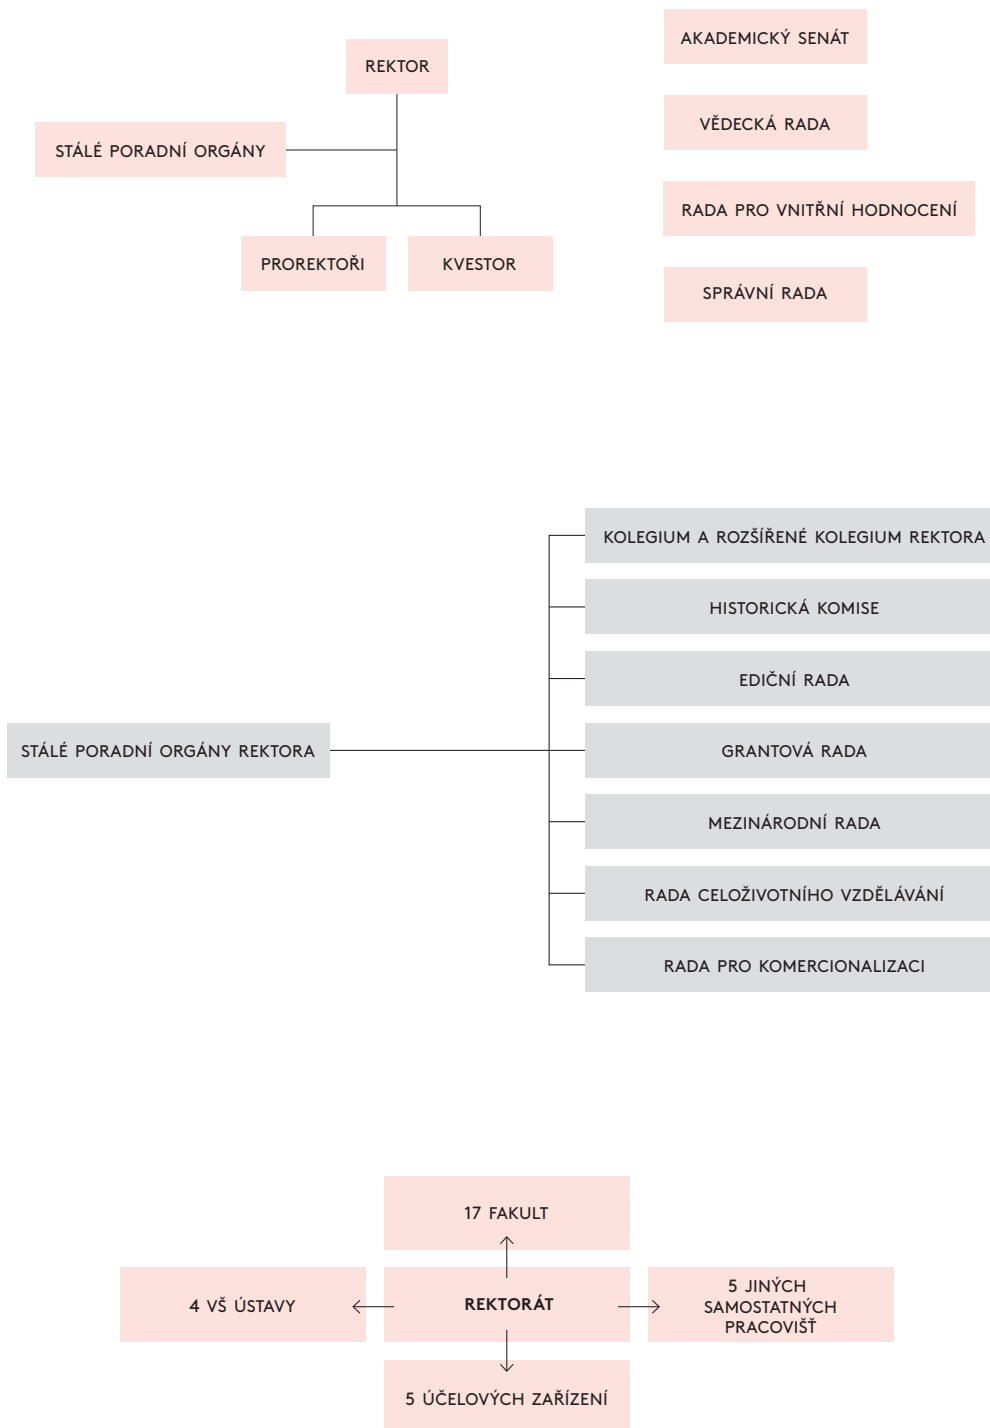 REKTOR
STÁLÉ PORADNÍ ORGÁNY
PROREKTOŘI
KVESTOR
AKADEMICKÝ SENÁT
VĚDECKÁ RADA
RADA PRO VNITŘNÍ HODNOCENÍ
SPRÁVNÍ RADA
STÁLÉ PORADNÍ ORGÁNY REKTORA
KOLEGIUM A ROZŠÍŘENÉ KOLEGIUM REKTORA
HISTORICKÁ KOMISE
EDIČNÍ RADA
GRANTOVÁ RADA
MEZINÁRODNÍ RADA
RADA CELOŽIVOTNÍHO VZDĚLÁVÁNÍ
RADA PRO KOMERCIONALIZACI
17 FAKULT
4 VŠ ÚSTAVY
REKTORÁT
5 JINÝCH
SAMOSTATNÝCH
PRACOVIŠŤ
5 ÚČELOVÝCH ZAŘÍZENÍ